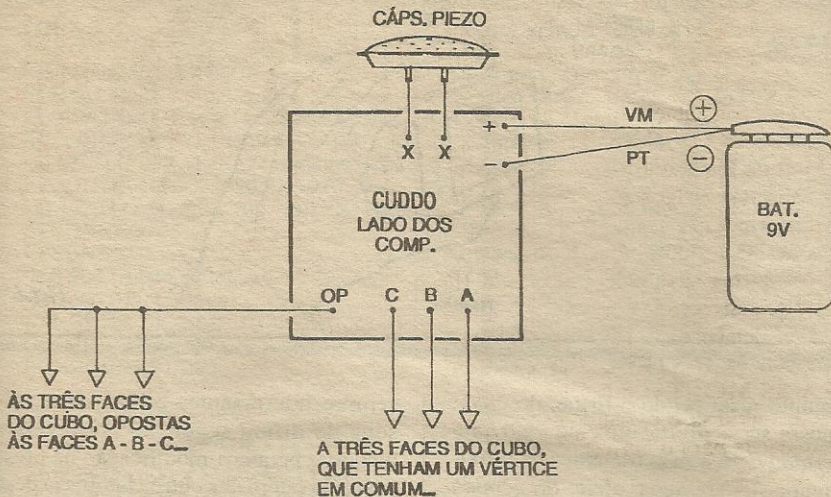 CÁPS. PIEZO
X X
+
-
VM
+
PT
-
BAT.
9V
CUDDO
LADO DOS
COMP.
OP C B A
ÀS TRÊS FACES
DO CUBO, OPOSTAS
ÀS FACES A - B - C...
A TRÊS FACES DO CUBO,
QUE TENHAM UM VÉRTICE
EM COMUM...